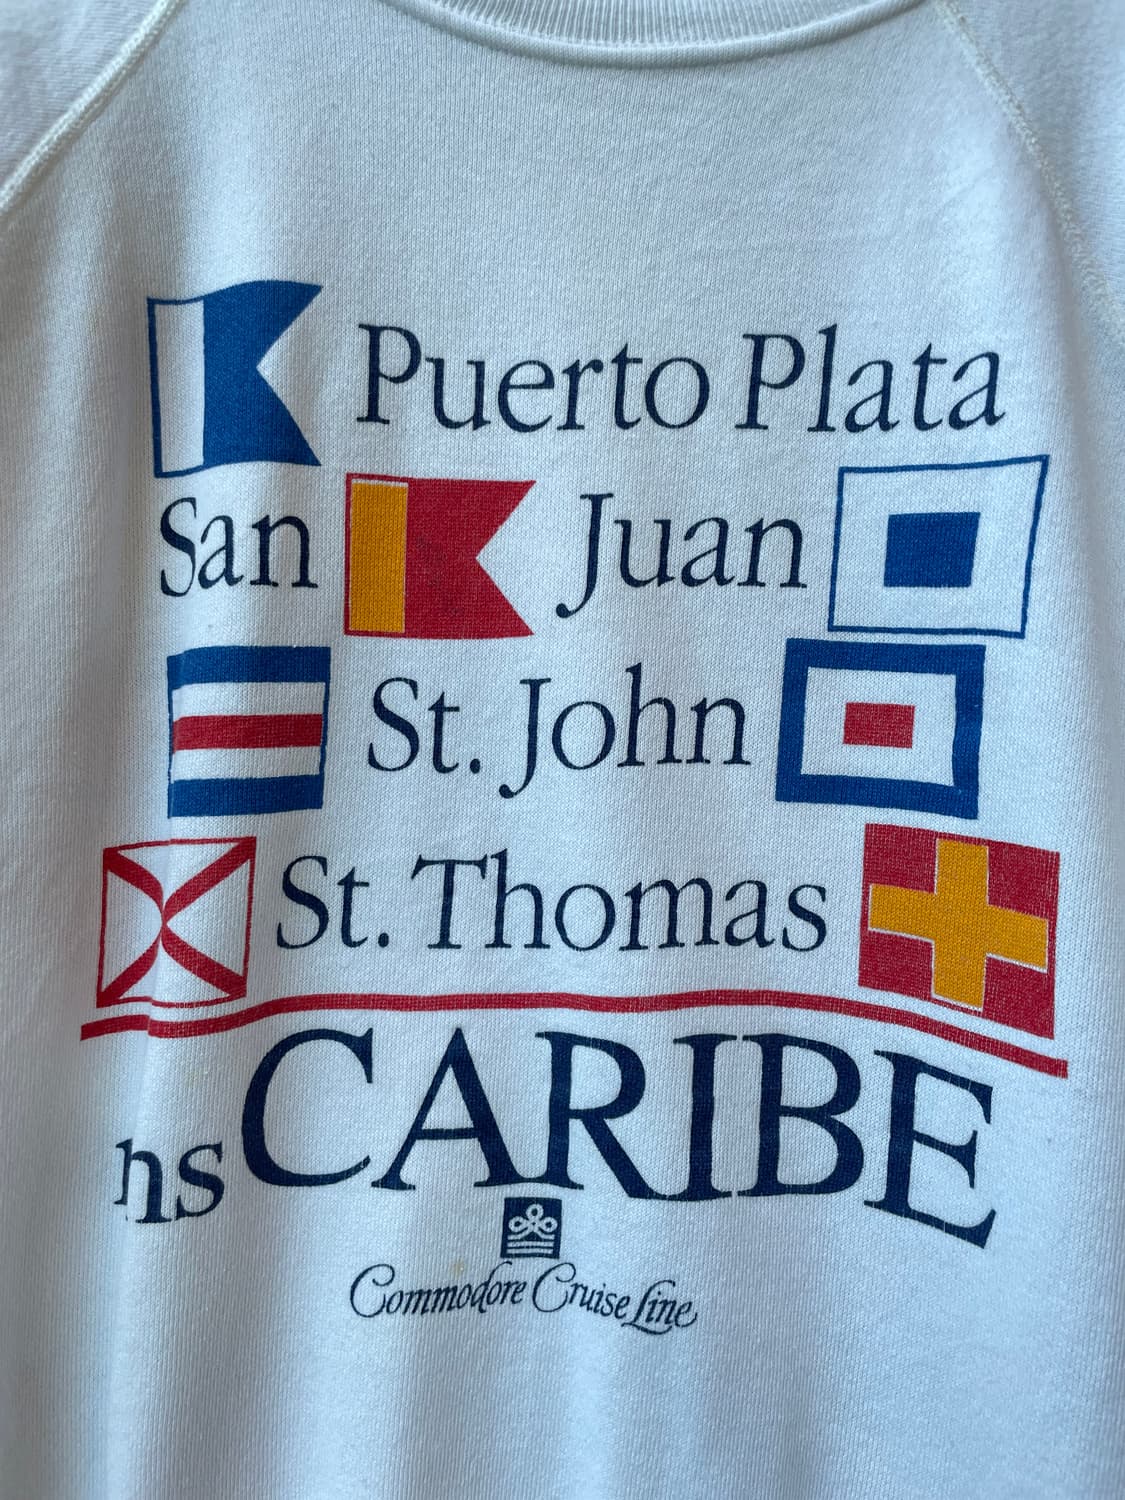 Puerto Plata
San Juan
St. John
St. Thomas
hs CARIBE
Commodore Cruise Line